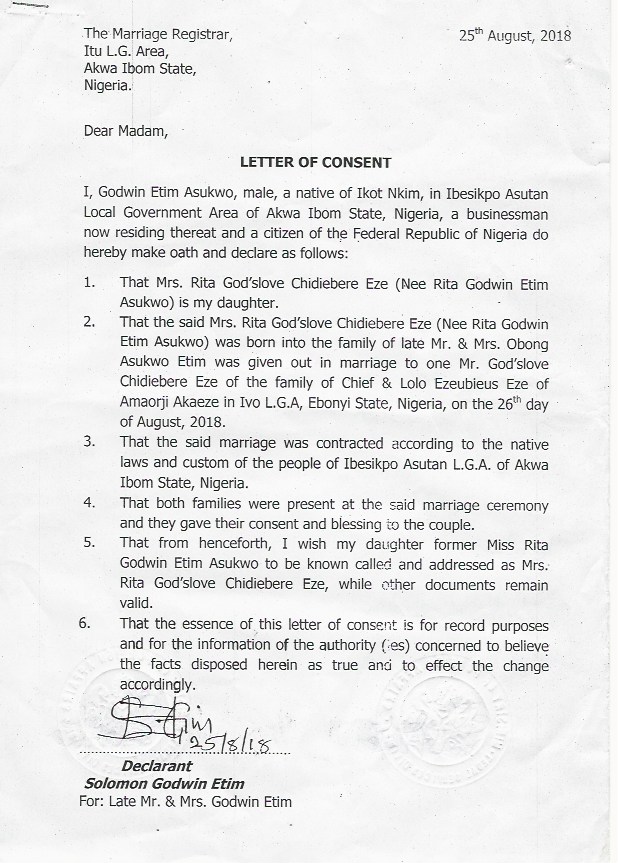 The Marriage Registrar,
25th August, 2018
Itu L.G. Area,
Akwa Ibom State,
Nigeria.
Dear Madam,
LETTER OF CONSENT
I, Godwin Etim Asukwo, male, a native of Ikot Nkim, in Ibesikpo Asutan
Local Government Area of Akwa Ibom State, Nigeria, a businessman
now residing thereat and a citizen of the Federal Republic of Nigeria do
hereby make oath and declare as follows:
1. That Mrs. Rita God'slove Chidiebere Eze (Nee Rita Godwin Etim
Asukwo) is my daughter.
2. That the said Mrs. Rita God'slove Chidiebere Eze (Nee Rita Godwin
Etim Asukwo) was born into the family of late Mr. & Mrs. Obong
Asukwo Etim was given out in marriage to one Mr. God'slove
Chidiebere Eze of the family of Chief & Lolo Ezeubieus Eze of
Amaorji Akaeze in Ivo L.G.A, Ebonyi State, Nigeria, on the 26th day
of August, 2018.
3. That the said marriage was contracted according to the native
laws and custom of the people of Ibesikpo Asutan L.G.A. of Akwa
Ibom State, Nigeria.
4. That both families were present at the said marriage ceremony
and they gave their consent and blessing to the couple.
5. That from henceforth, I wish my daughter former Miss Rita
Godwin Etim Asukwo to be known called and addressed as Mrs.
Rita God'slove Chidiebere Eze, while other documents remain
valid.
6. That the essence of this letter of consent is for record purposes
and for the information of the authority (ies) concerned to believe
the facts disposed herein as true and to effect the change
accordingly.
S-Etim
25/8/18
Declarant
Solomon Godwin Etim
For: Late Mr. & Mrs. Godwin Etim